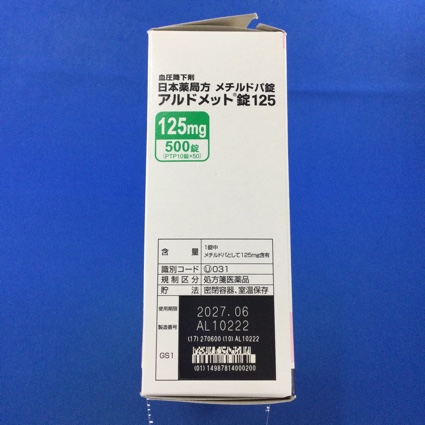 血圧降下剤
日本薬局方 メチルドパ錠
アルドメット®錠125
125mg
500錠
(PTP10錠×50)
含量 1錠中
メチルドパとして125mg含有
識別コード Ⓤ031
規制区分 処方箋医薬品
貯法 密閉容器、室温保存
使用期限 2027.06
製造番号 AL10222
(17) 270600 (10) AL10222
GS1
(01) 14987814000200